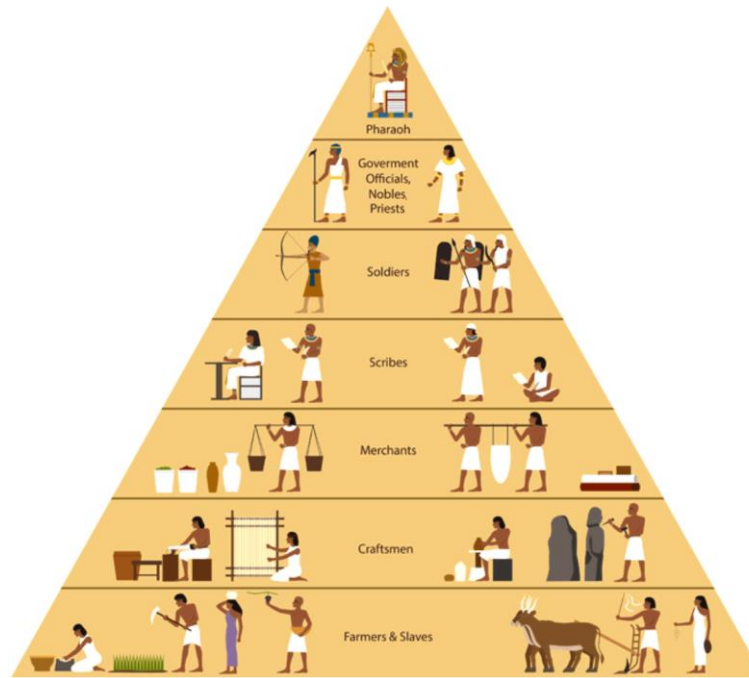 Pharaoh
Goverment
Officials,
Nobles,
Priests
Soldiers
Scribes
Merchants
Craftsmen
Farmers & Slaves